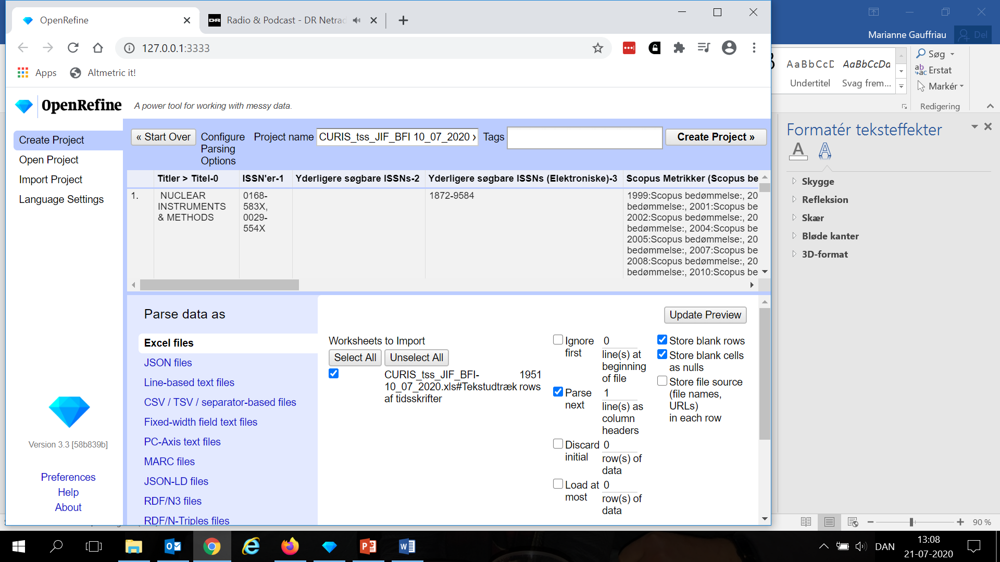 OpenRefine
Radio & Podcast - DR Netrad
127.0.0.1:3333
Apps
Altmetric it!
OpenRefine
A power tool for working with messy data.
Create Project
Open Project
Import Project
Language Settings
Version 3.3 [58b839b]
Preferences
Help
About
« Start Over
Configure
Parsing
Options
Project name
CURIS_tss_JIF_BFI 10_07_2020 x
Tags
Create Project »
Titler > Titel-0
ISSN'er-1
Yderligere søgbare ISSNs-2
Yderligere søgbare ISSNs (Elektroniske)-3
Scopus Metrikker (Scopus be
1.
NUCLEAR
INSTRUMENTS
& METHODS
0168-
583X,
0029-
554X
1872-9584
1999:Scopus bedømmelse:, 20
bedømmelse:, 2001:Scopus be
2002:Scopus bedømmelse:, 20
bedømmelse:, 2004:Scopus be
2005:Scopus bedømmelse:, 20
bedømmelse:, 2007:Scopus be
2008:Scopus bedømmelse:, 20
bedømmelse:, 2010:Scopus be
Parse data as
Excel files
JSON files
Line-based text files
CSV / TSV / separator-based files
Fixed-width field text files
PC-Axis text files
MARC files
JSON-LD files
RDF/N3 files
RDF/N-Triples files
Update Preview
Worksheets to Import
Select All
Unselect All
CURIS_tss_JIF_BFI-
10_07_2020.xls#Tekstudtræk
af tidsskrifter
1951
rows
Ignore
first
0
line(s) at
beginning
of file
Parse
next
1
line(s) as
column
headers
Discard
initial
0
row(s) of
data
Load at
most
0
row(s) of
data
Store blank rows
Store blank cells
as nulls
Store file source
(file names,
URLs)
in each row
Marianne Gauffriau
Del
AaBbCcD
Undertitel
AaBbCcDa
Svag frem...
Søg
Erstat
Markér
Redigering
Formatér teksteffekter
Skygge
Refleksion
Skær
Bløde kanter
3D-format
90 %
DAN
13:08
21-07-2020